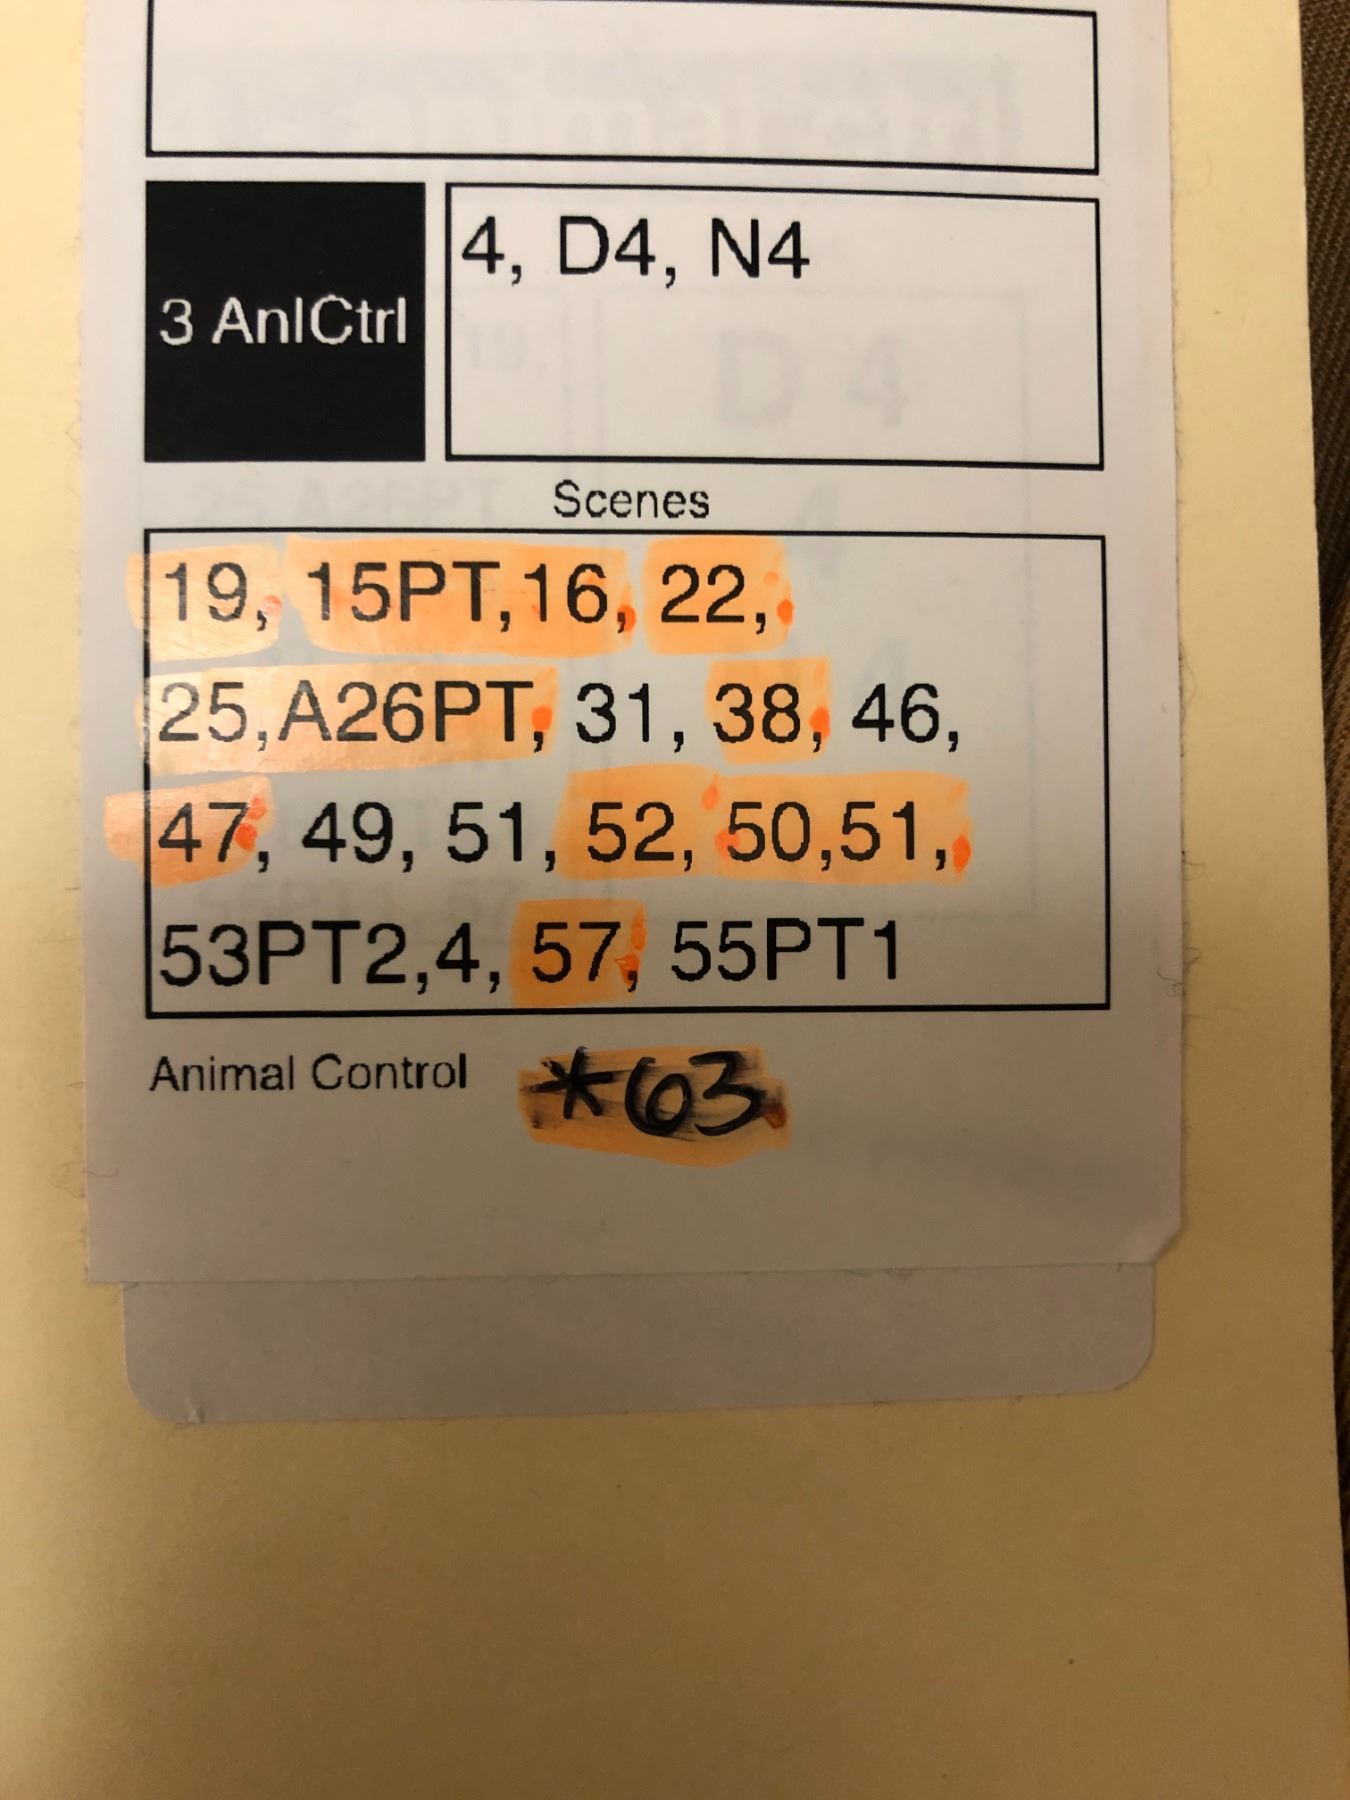 3 AnlCtrl
4, D4, N4
Scenes
19, 15PT,16, 22,
25,A26PT, 31, 38, 46,
47, 49, 51, 52, 50,51,
53PT2,4, 57, 55PT1
Animal Control
*63